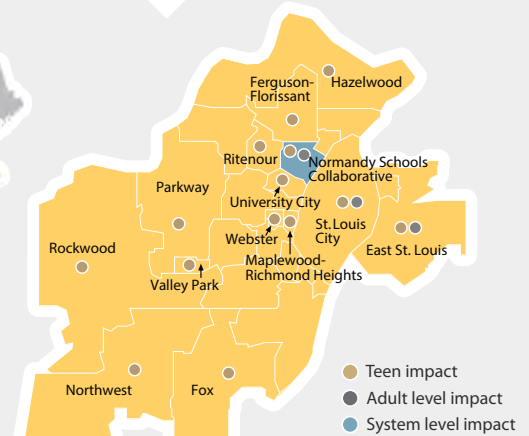 Ferguson-
Florissant
Hazelwood
Ritenour
Normandy Schools
Collaborative
Parkway
University City
St.Louis
City
Webster
East St. Louis
Rockwood
Maplewood-
Richmond Heights
Valley Park
Northwest
Fox
Teen impact
Adult level impact
System level impact